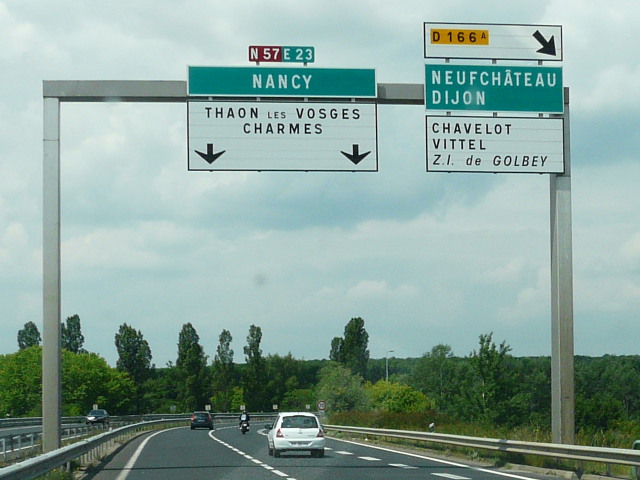 N 57 E 23
NANCY
THAON LES VOSGES
CHARMES
D 166 A
NEUFCHÂTEAU
DIJON
CHAVELOT
VITTEL
Z.I. de GOLBEY